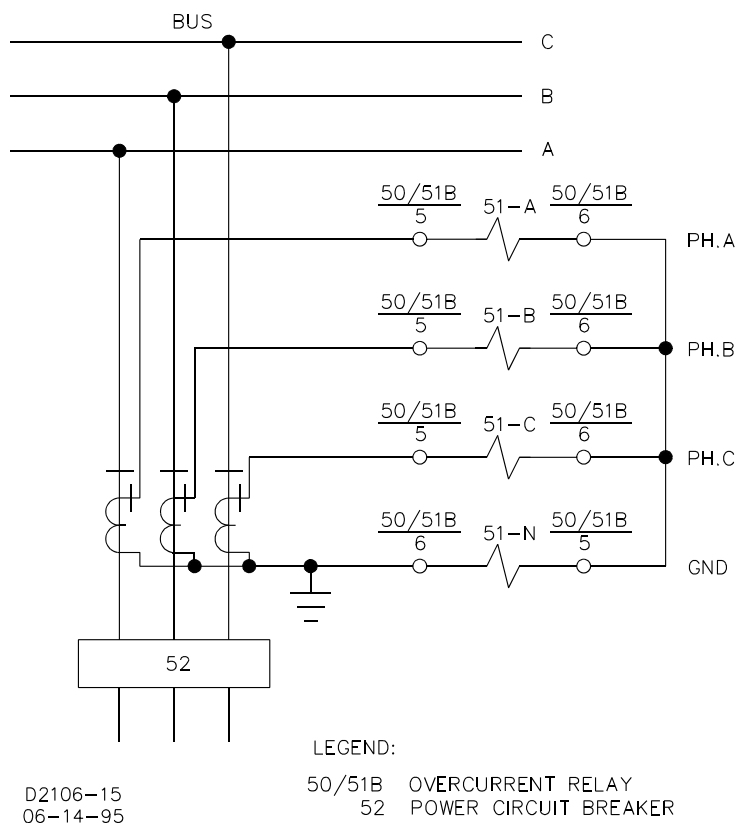 BUS
C
B
A
50/51B 51-A 50/51B
5 6
PH.A
50/51B 51-B 50/51B
5 6
PH.B
50/51B 51-C 50/51B
5 6
PH.C
50/51B 51-N 50/51B
6 5
GND
52
LEGEND:
50/51B OVERCURRENT RELAY
52 POWER CIRCUIT BREAKER
D2106-15
06-14-95